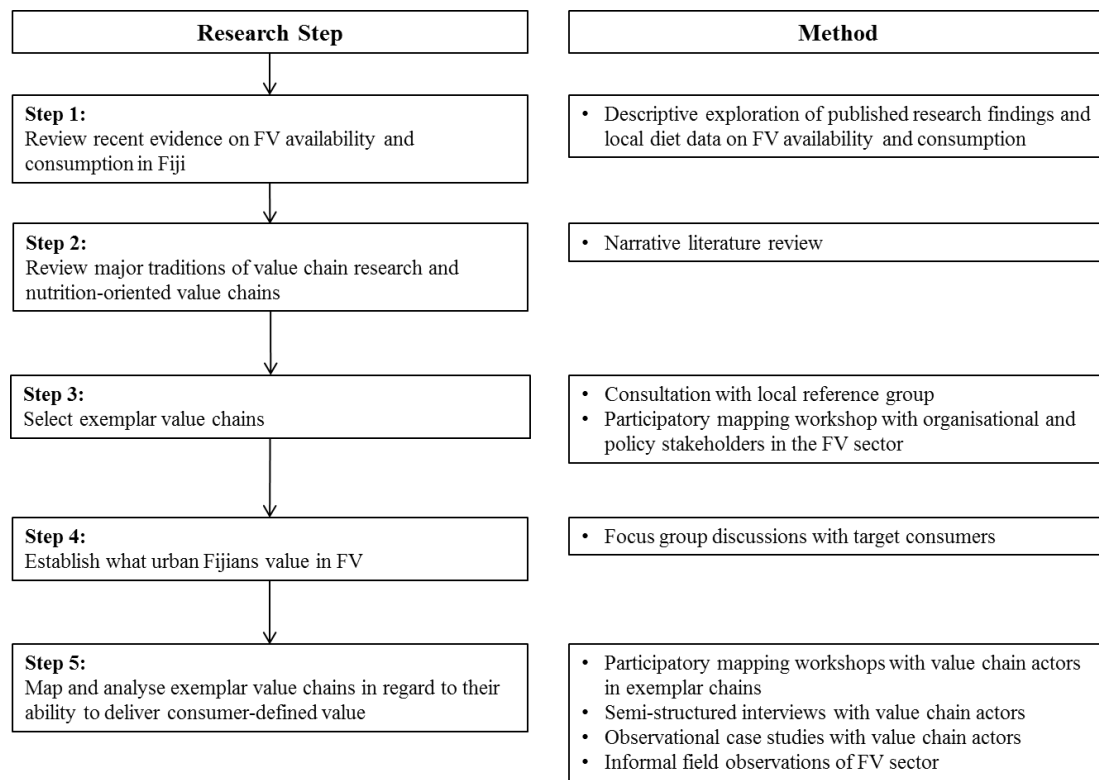 Research Step
Method
Step 1:
Review recent evidence on FV availability and
consumption in Fiji
• Descriptive exploration of published research findings and
local diet data on FV availability and consumption
Step 2:
Review major traditions of value chain research and
nutrition-oriented value chains
• Narrative literature review
Step 3:
Select exemplar value chains
• Consultation with local reference group
• Participatory mapping workshop with organisational and
policy stakeholders in the FV sector
Step 4:
Establish what urban Fijians value in FV
• Focus group discussions with target consumers
Step 5:
Map and analyse exemplar value chains in regard to their
ability to deliver consumer-defined value
• Participatory mapping workshops with value chain actors
in exemplar chains
• Semi-structured interviews with value chain actors
• Observational case studies with value chain actors
• Informal field observations of FV sector